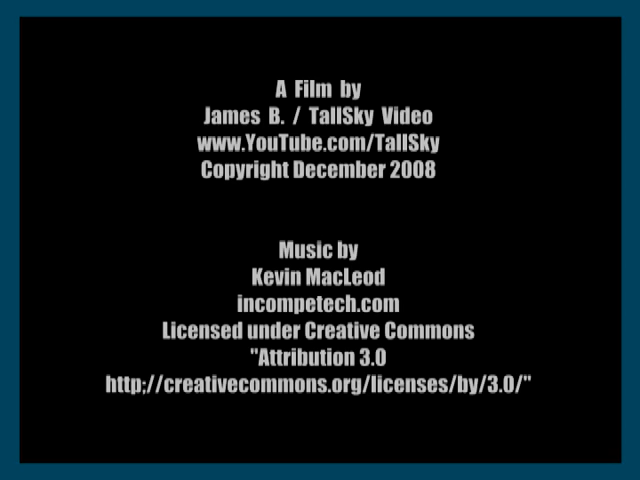 A Film by
James B. / TallSky Video
www.YouTube.com/TallSky
Copyright December 2008
Music by
Kevin MacLeod
incompetech.com
Licensed under Creative Commons
"Attribution 3.0
http;//creativecommons.org/licenses/by/3.0/"